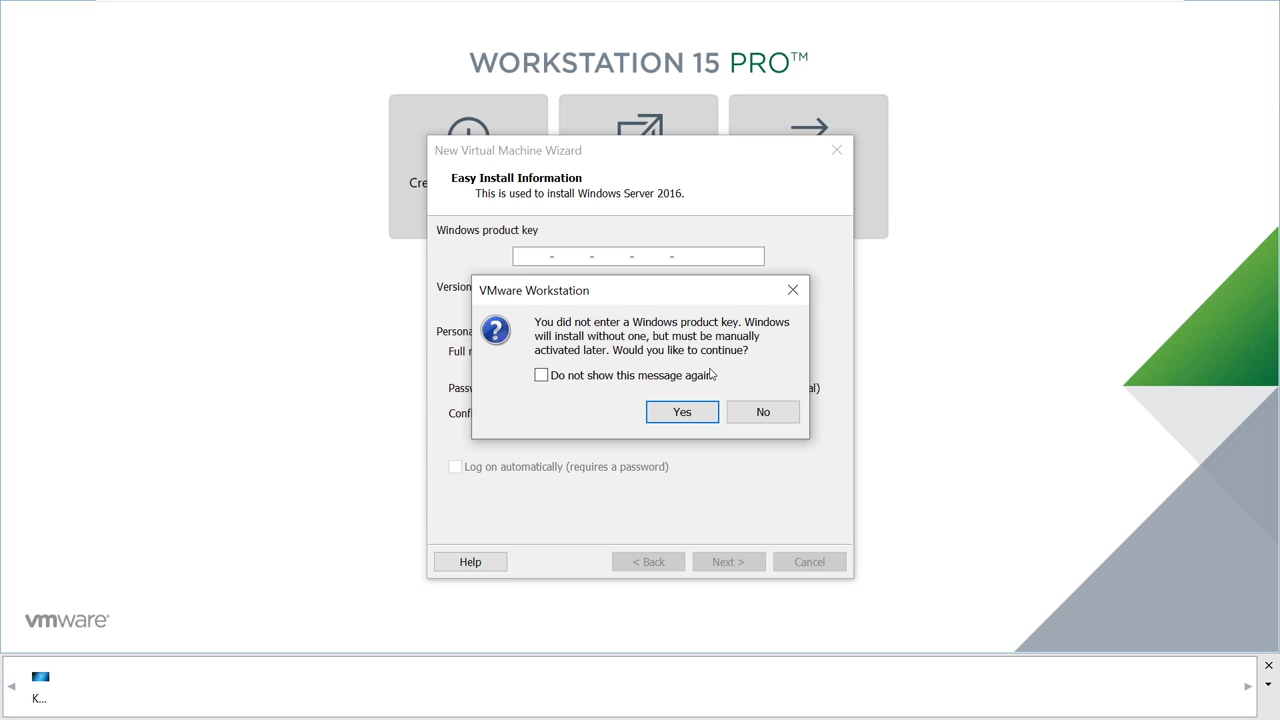 WORKSTATION 15 PRO™
Cre
New Virtual Machine Wizard
Easy Install Information
This is used to install Windows Server 2016.
Windows product key
- - - -
Version
Persona
Full
Passw
al)
Conf
VMware Workstation
You did not enter a Windows product key. Windows
will install without one, but must be manually
activated later. Would you like to continue?
Do not show this message again
Yes
No
Log on automatically (requires a password)
Help
< Back
Next >
Cancel
vmware®
K...